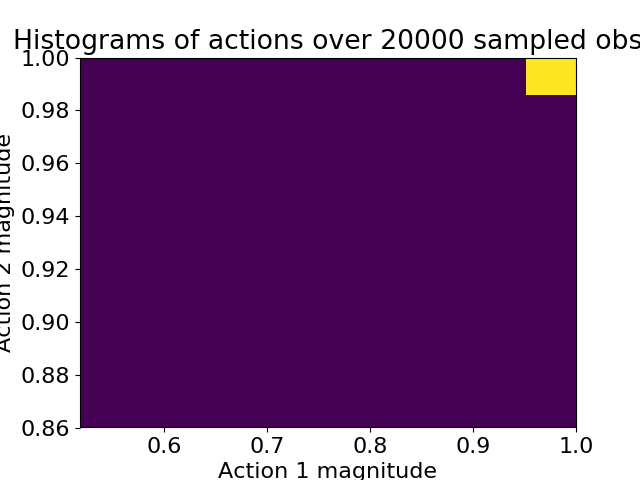 Histograms of actions over 20000 sampled obs
1.00
0.98
0.96
0.94
0.92
0.90
0.88
0.86
Action 2 magnitude
0.6 0.7 0.8 0.9 1.0
Action 1 magnitude